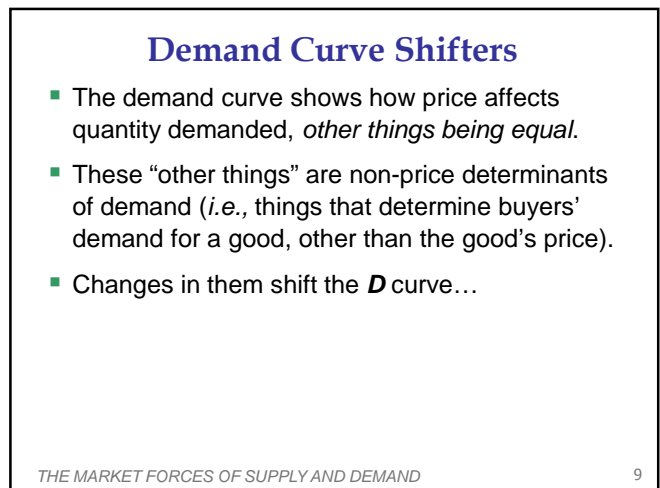 Demand Curve Shifters
The demand curve shows how price affects
quantity demanded, other things being equal.
These “other things” are non-price determinants
of demand (i.e., things that determine buyers’
demand for a good, other than the good’s price).
Changes in them shift the D curve…
THE MARKET FORCES OF SUPPLY AND DEMAND 9